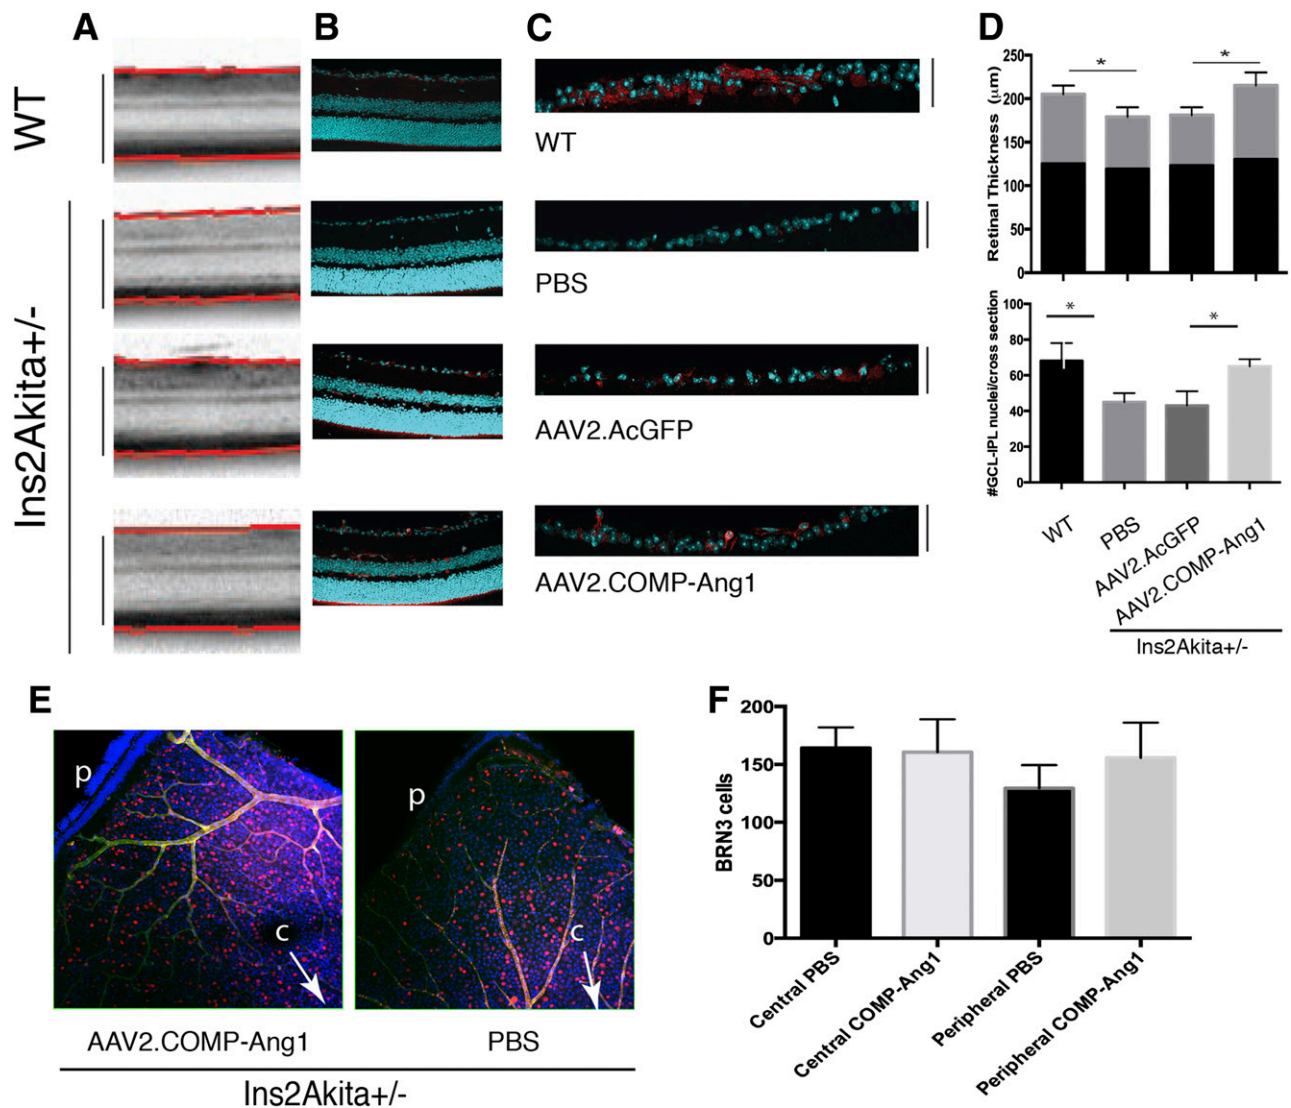 A
B
C
D
WT
Ins2Akita+/-
WT
PBS
AAV2.AcGFP
AAV2.COMP-Ang1
Retinal Thickness (μm)
250
200
150
100
50
0
*
*
#GCL-IPL nuclei/cross section
100
80
60
40
20
0
*
*
WT
PBS
AAV2.AcGFP
AAV2.COMP-Ang1
Ins2Akita+/-
E
p
c
p
c
AAV2.COMP-Ang1
PBS
Ins2Akita+/-
F
BRN3 cells
200
150
100
50
0
Central PBS
Central COMP-Ang1
Peripheral PBS
Peripheral COMP-Ang1